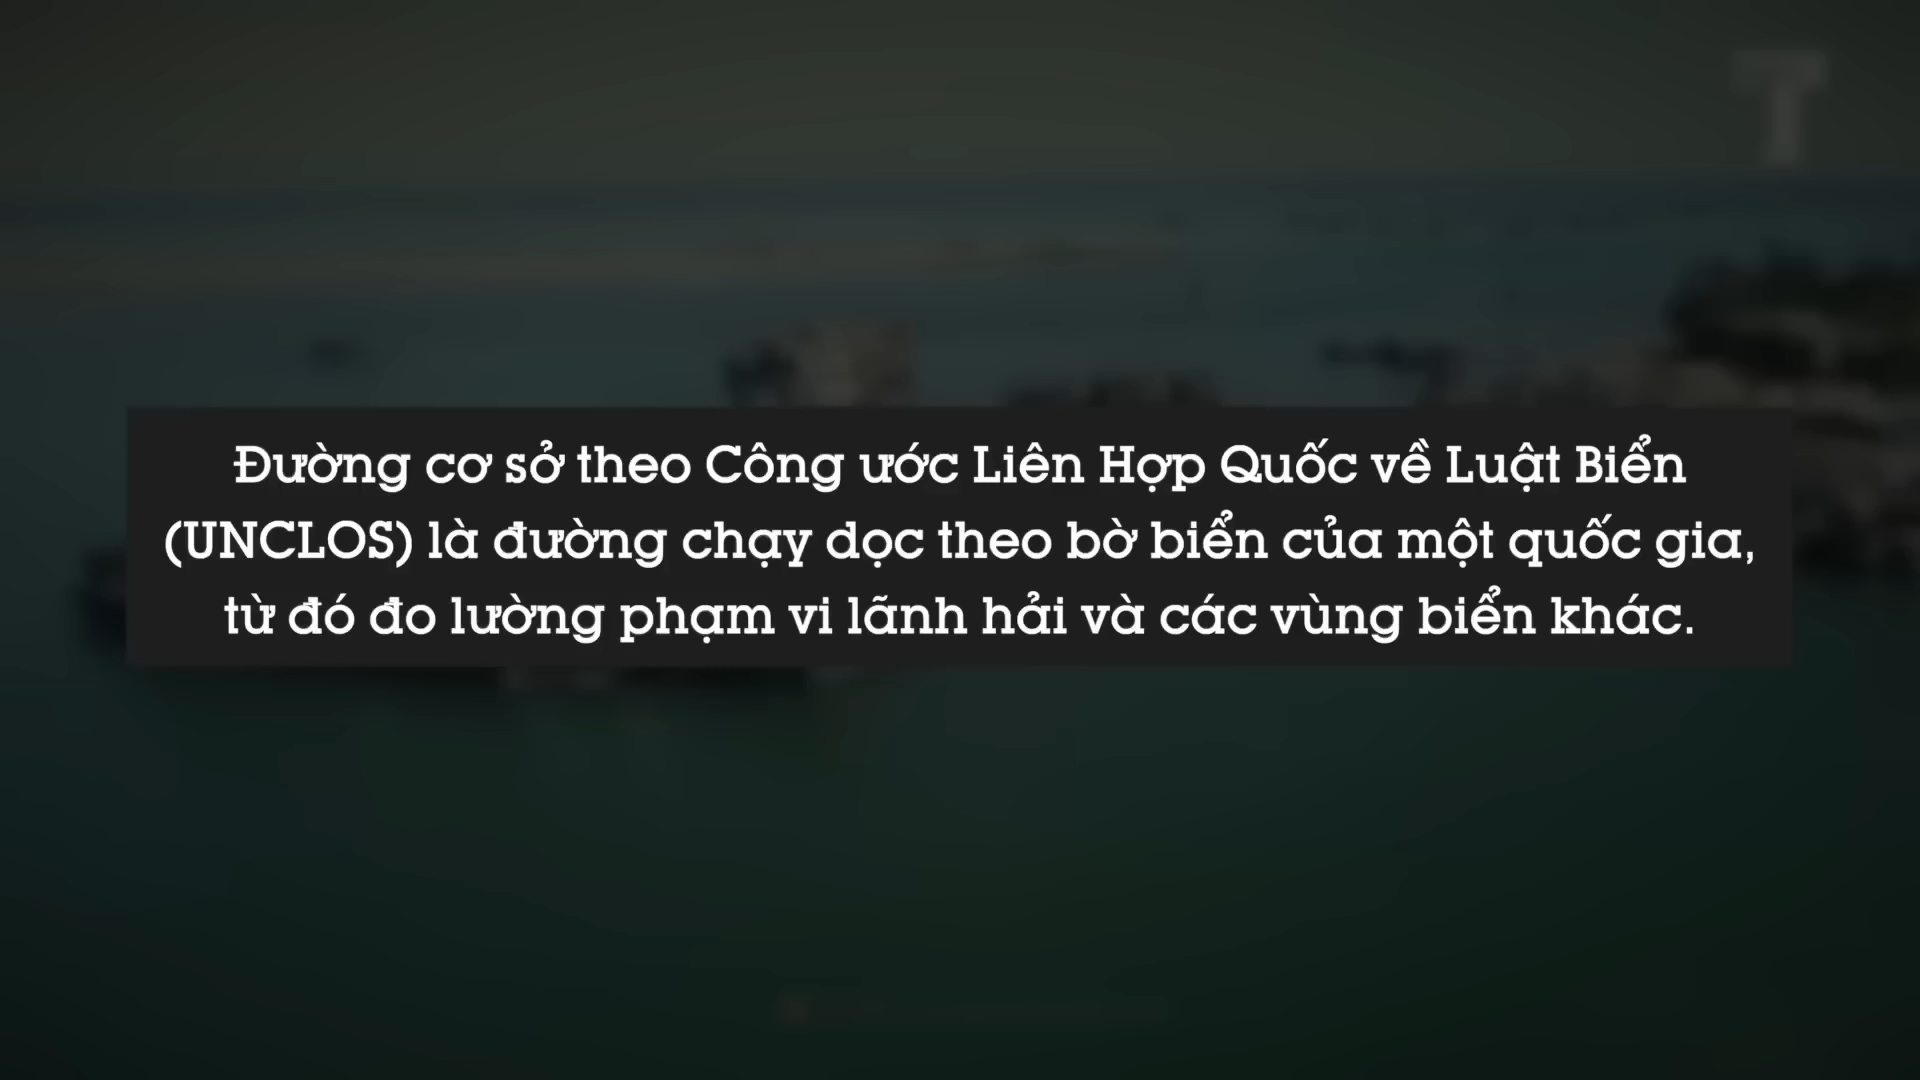 Đường cơ sở theo Công ước Liên Hợp Quốc về Luật Biển
(UNCLOS) là đường chạy dọc theo bờ biển của một quốc gia,
từ đó đo lường phạm vi lãnh hải và các vùng biển khác.